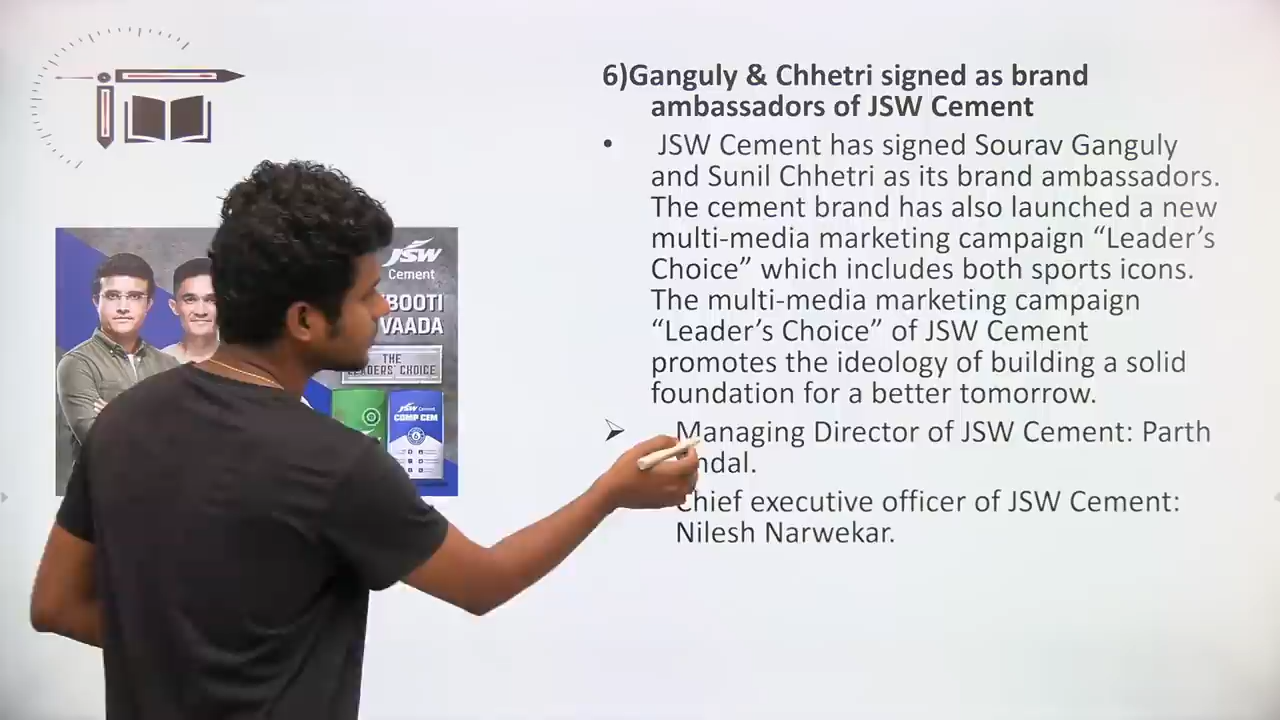 6)Ganguly & Chhetri signed as brand
ambassadors of JSW Cement
• JSW Cement has signed Sourav Ganguly
and Sunil Chhetri as its brand ambassadors.
The cement brand has also launched a new
multi-media marketing campaign “Leader’s
Choice” which includes both sports icons.
The multi-media marketing campaign
“Leader’s Choice” of JSW Cement
promotes the ideology of building a solid
foundation for a better tomorrow.
➢ Managing Director of JSW Cement: Parth
ndal.
Chief executive officer of JSW Cement:
Nilesh Narwekar.
JSW
Cement
BOOTI
VAADA
THE
LEADERS' CHOICE
JSW Cement
COMP CEM